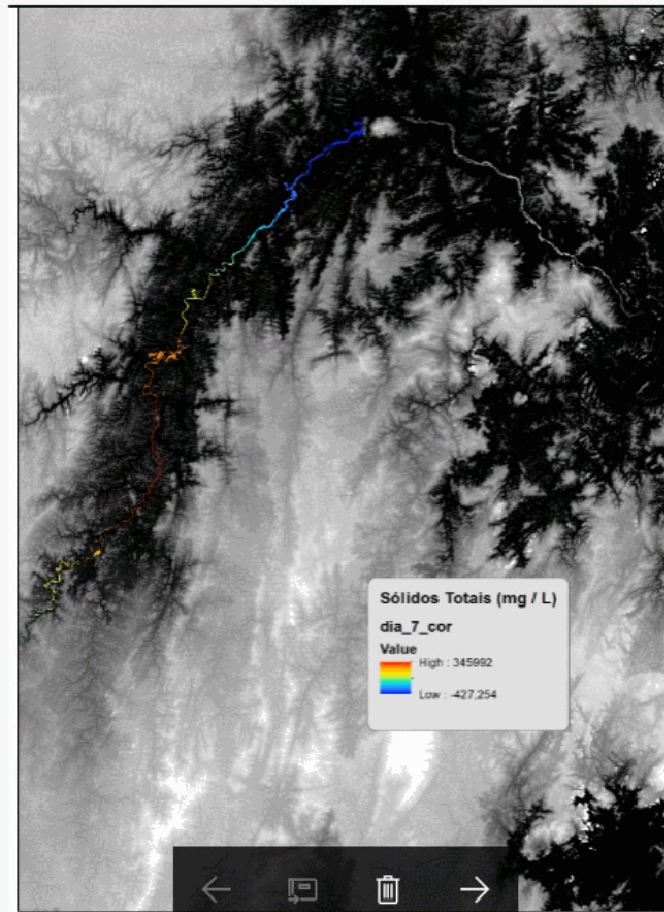 Sólidos Totais (mg / L)
dia_7_cor
Value
High : 345992
Low : -427,254